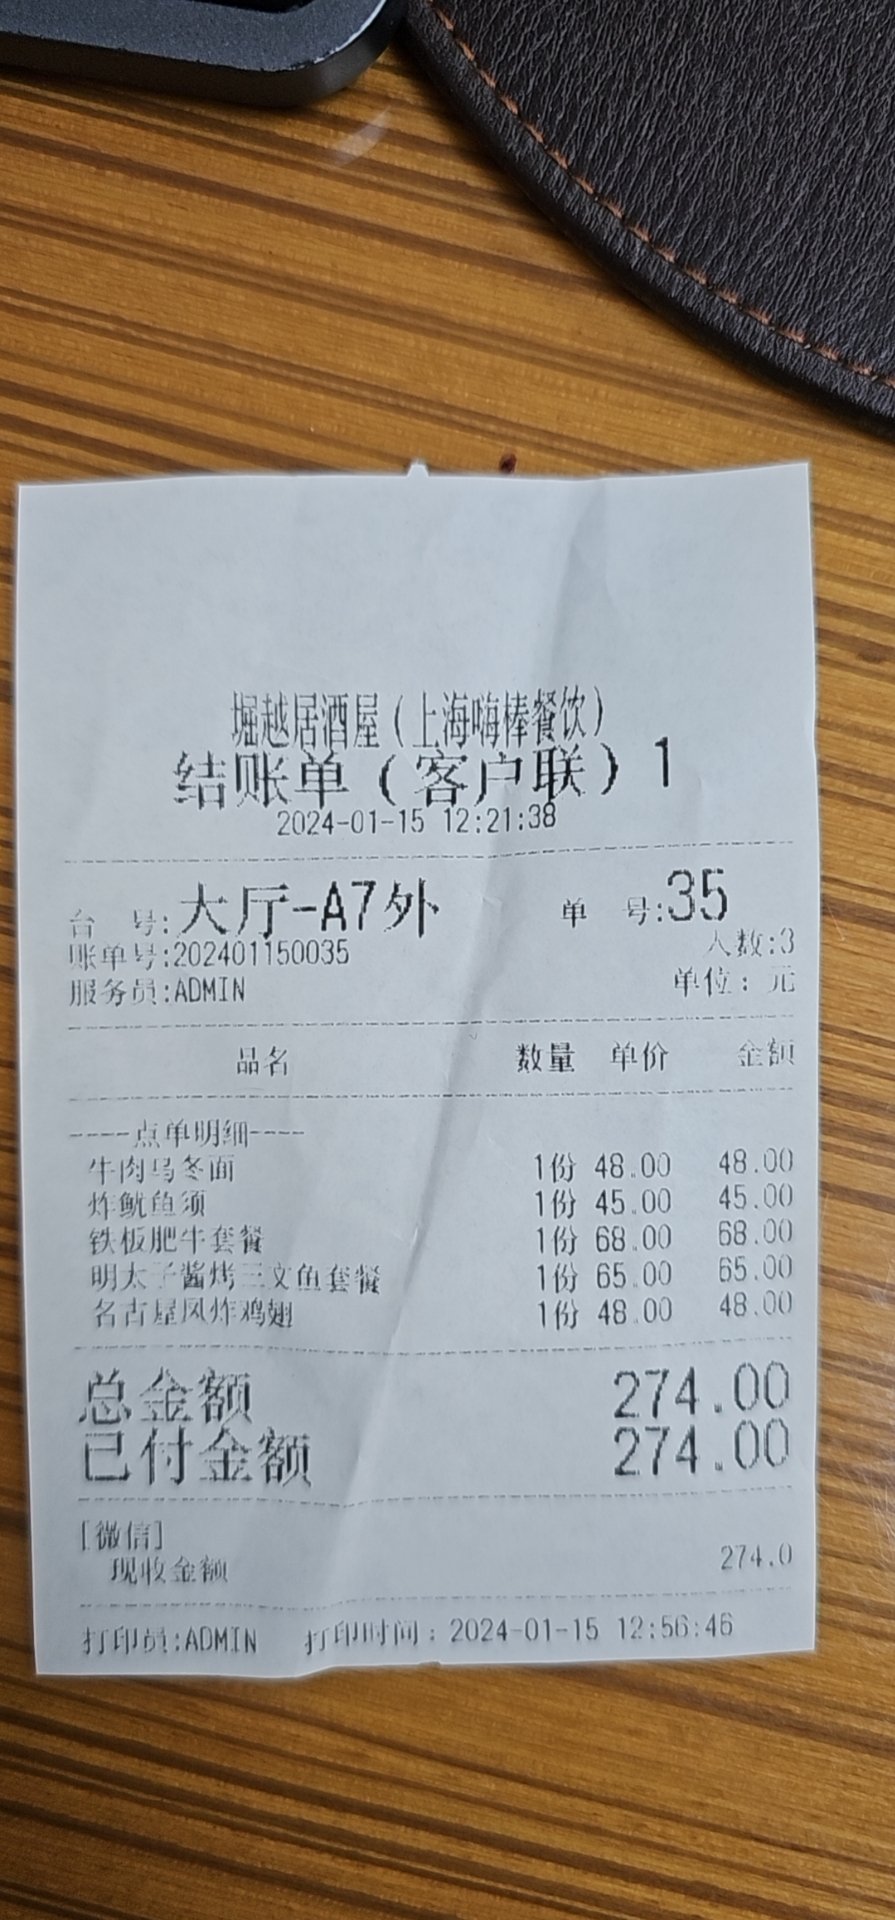 堀越居酒屋(上海嗨棒餐饮)
结账单(客户联)1
2024-01-15 12:21:38
台 号:大厅-A7外 单 号:35
账单号:202401150035 人数:3
服务员:ADMIN 单位: 元
品名 数量 单价 金额
----点单明细----
牛肉乌冬面 1份 48.00 48.00
炸鱿鱼须 1份 45.00 45.00
铁板肥牛套餐 1份 68.00 68.00
明太子酱烤三文鱼套餐 1份 65.00 65.00
名古屋风炸鸡翅 1份 48.00 48.00
总金额 274.00
已付金额 274.00
[微信]
现收金额 274.0
打印员:ADMIN 打印时间: 2024-01-15 12:56:46